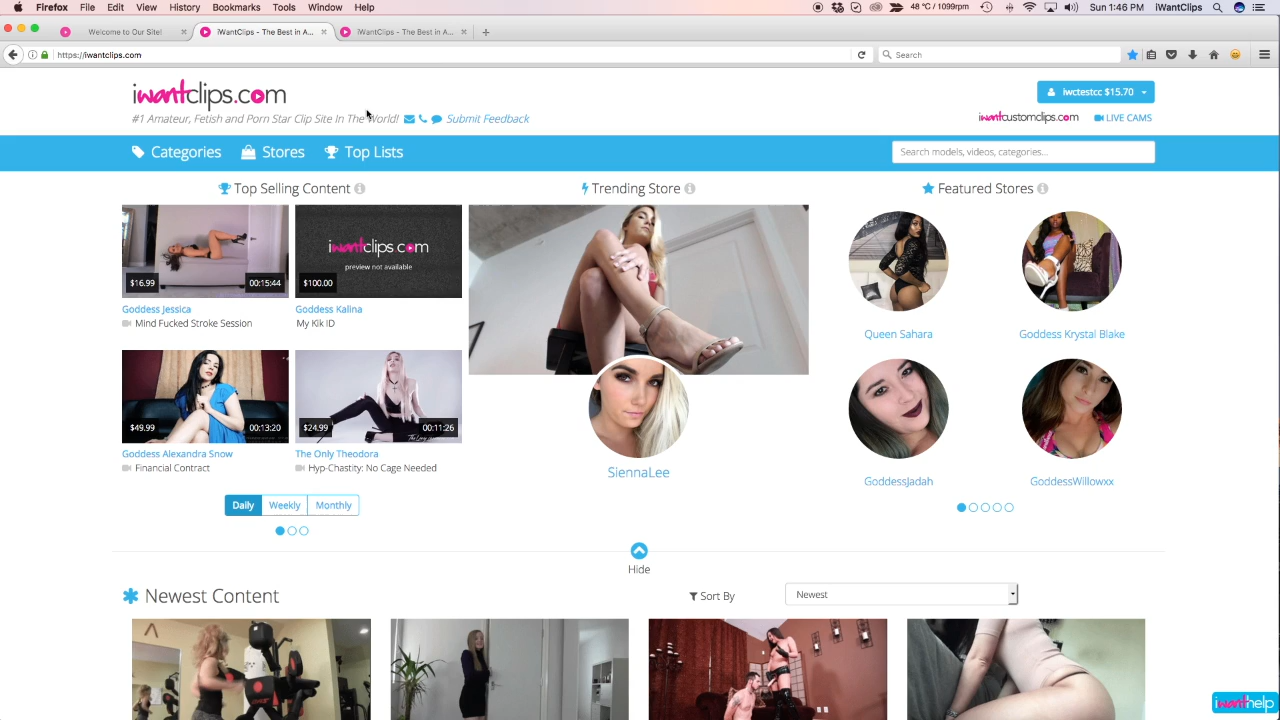 Firefox File Edit View History Bookmarks Tools Window Help 48 °C / 1099rpm Sun 1:46 PM iWantClips
Welcome to Our Site! iWantClips - The Best in A... iWantClips - The Best in A...
https://iwantclips.com Search
iwantclips.com
iwctestcc $15.70
#1 Amateur, Fetish and Porn Star Clip Site In The World! Submit Feedback
iwantcustomclips.com LIVE CAMS
Categories Stores Top Lists Search models, videos, categories...
Top Selling Content Trending Store Featured Stores
iwantclips.com
preview not available
$16.99 00:15:44 $100.00
Goddess Jessica Goddess Kalina
Mind Fucked Stroke Session My Kik ID
Queen Sahara Goddess Krystal Blake
$49.99 00:13:20 $24.99 00:11:26
Goddess Alexandra Snow The Only Theodora
Financial Contract Hyp-Chastity: No Cage Needed
SiennaLee
GoddessJadah GoddessWillowxx
Daily Weekly Monthly
Hide
Newest Content Sort By Newest
iwanthelp